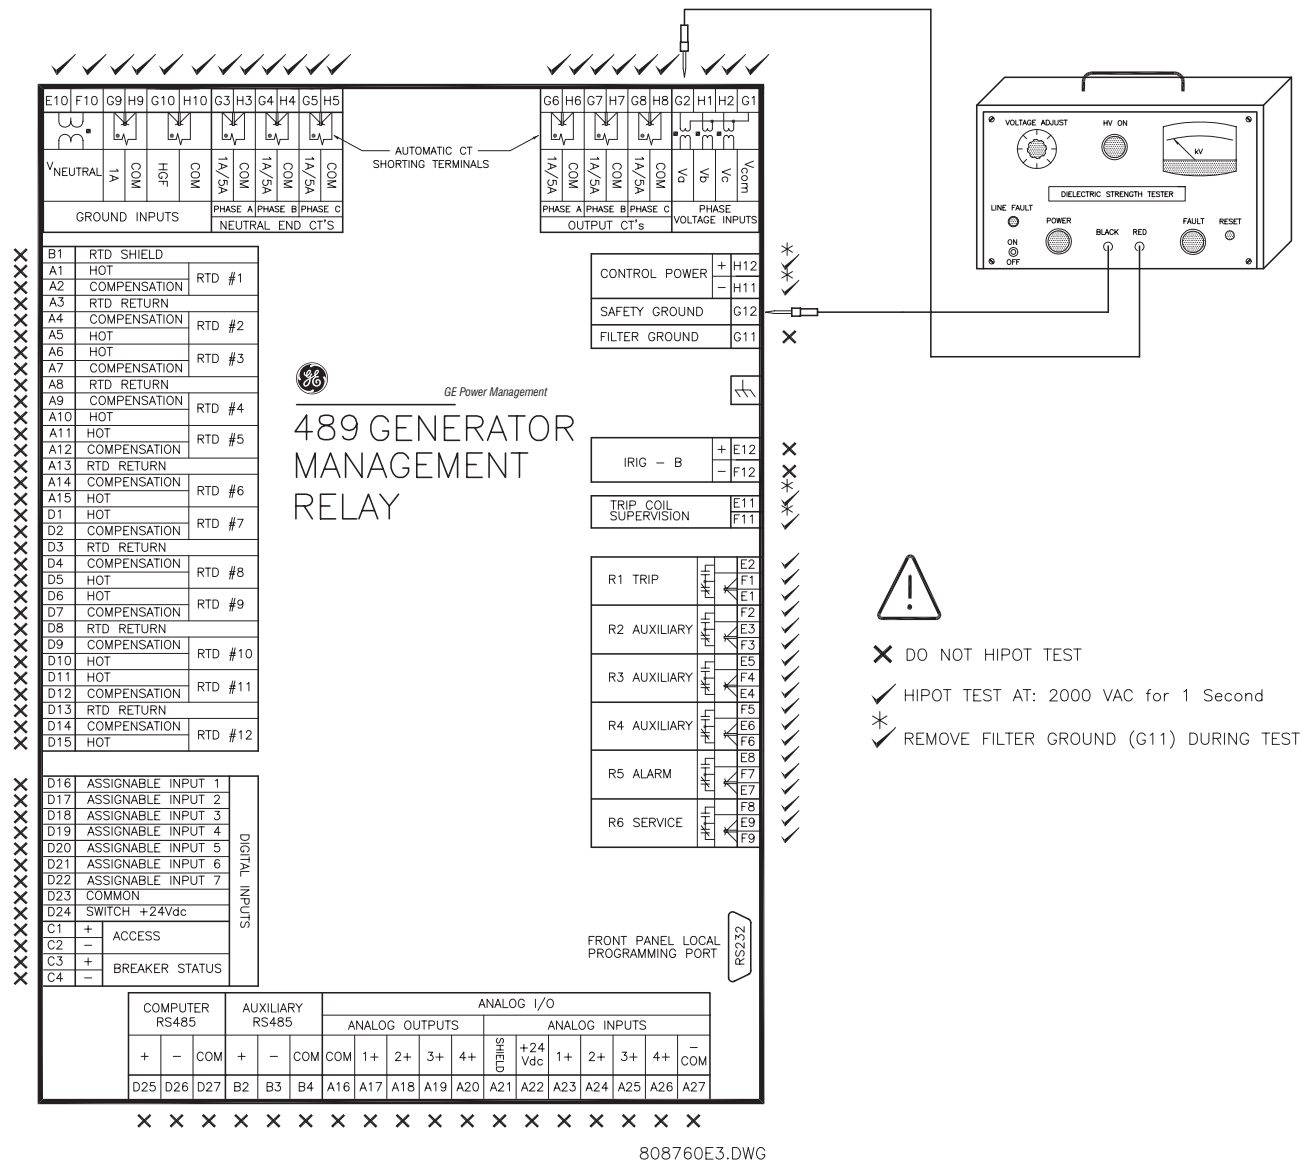 E10 F10 G9 H9 G10 H10 G3 H3 G4 H4 G5 H5
VNEUTRAL 1A COM HGF COM 1A/5A COM 1A/5A COM 1A/5A COM
PHASE A PHASE B PHASE C
GROUND INPUTS NEUTRAL END CT'S
AUTOMATIC CT
SHORTING TERMINALS
G6 H6 G7 H7 G8 H8 G2 H1 H2 G1
1A/5A COM 1A/5A COM 1A/5A COM Va Vb Vc Vcom
PHASE A PHASE B PHASE C
OUTPUT CT's
PHASE
VOLTAGE INPUTS
VOLTAGE ADJUST
HV ON
kV
DIELECTRIC STRENGTH TESTER
LINE FAULT
POWER
BLACK
RED
FAULT
RESET
ON
OFF
B1 RTD SHIELD
A1 HOT
RTD #1
A2 COMPENSATION
A3 RTD RETURN
A4 COMPENSATION
RTD #2
A5 HOT
A6 HOT
RTD #3
A7 COMPENSATION
A8 RTD RETURN
A9 COMPENSATION
RTD #4
A10 HOT
A11 HOT
RTD #5
A12 COMPENSATION
A13 RTD RETURN
A14 COMPENSATION
RTD #6
A15 HOT
D1 HOT
RTD #7
D2 COMPENSATION
D3 RTD RETURN
D4 COMPENSATION
RTD #8
D5 HOT
D6 HOT
RTD #9
D7 COMPENSATION
D8 RTD RETURN
D9 COMPENSATION
RTD #10
D10 HOT
D11 HOT
RTD #11
D12 COMPENSATION
D13 RTD RETURN
D14 COMPENSATION
RTD #12
D15 HOT
D16 ASSIGNABLE INPUT 1
D17 ASSIGNABLE INPUT 2
D18 ASSIGNABLE INPUT 3
D19 ASSIGNABLE INPUT 4
D20 ASSIGNABLE INPUT 5
D21 ASSIGNABLE INPUT 6
D22 ASSIGNABLE INPUT 7
D23 COMMON
D24 SWITCH +24Vdc
C1 +
ACCESS
C2 −
C3 +
BREAKER STATUS
C4 −
DIGITAL INPUTS
GE
GE Power Management
489 GENERATOR
MANAGEMENT
RELAY
CONTROL POWER
+ H12
− H11
SAFETY GROUND G12
FILTER GROUND G11
IRIG - B
+ E12
− F12
TRIP COIL
SUPERVISION
E11
F11
R1 TRIP
E2
F1
E1
R2 AUXILIARY
F2
E3
F3
R3 AUXILIARY
E5
F4
E4
R4 AUXILIARY
F5
E6
F6
R5 ALARM
E8
F7
E7
R6 SERVICE
F8
E9
F9
FRONT PANEL LOCAL
PROGRAMMING PORT
RS232
!
DO NOT HIPOT TEST
HIPOT TEST AT: 2000 VAC for 1 Second
REMOVE FILTER GROUND (G11) DURING TEST
COMPUTER
RS485
AUXILIARY
RS485
ANALOG I/O
ANALOG OUTPUTS ANALOG INPUTS
+ − COM + − COM COM 1+ 2+ 3+ 4+ SHIELD +24 Vdc 1+ 2+ 3+ 4+ − COM
D25 D26 D27 B2 B3 B4 A16 A17 A18 A19 A20 A21 A22 A23 A24 A25 A26 A27
808760E3.DWG